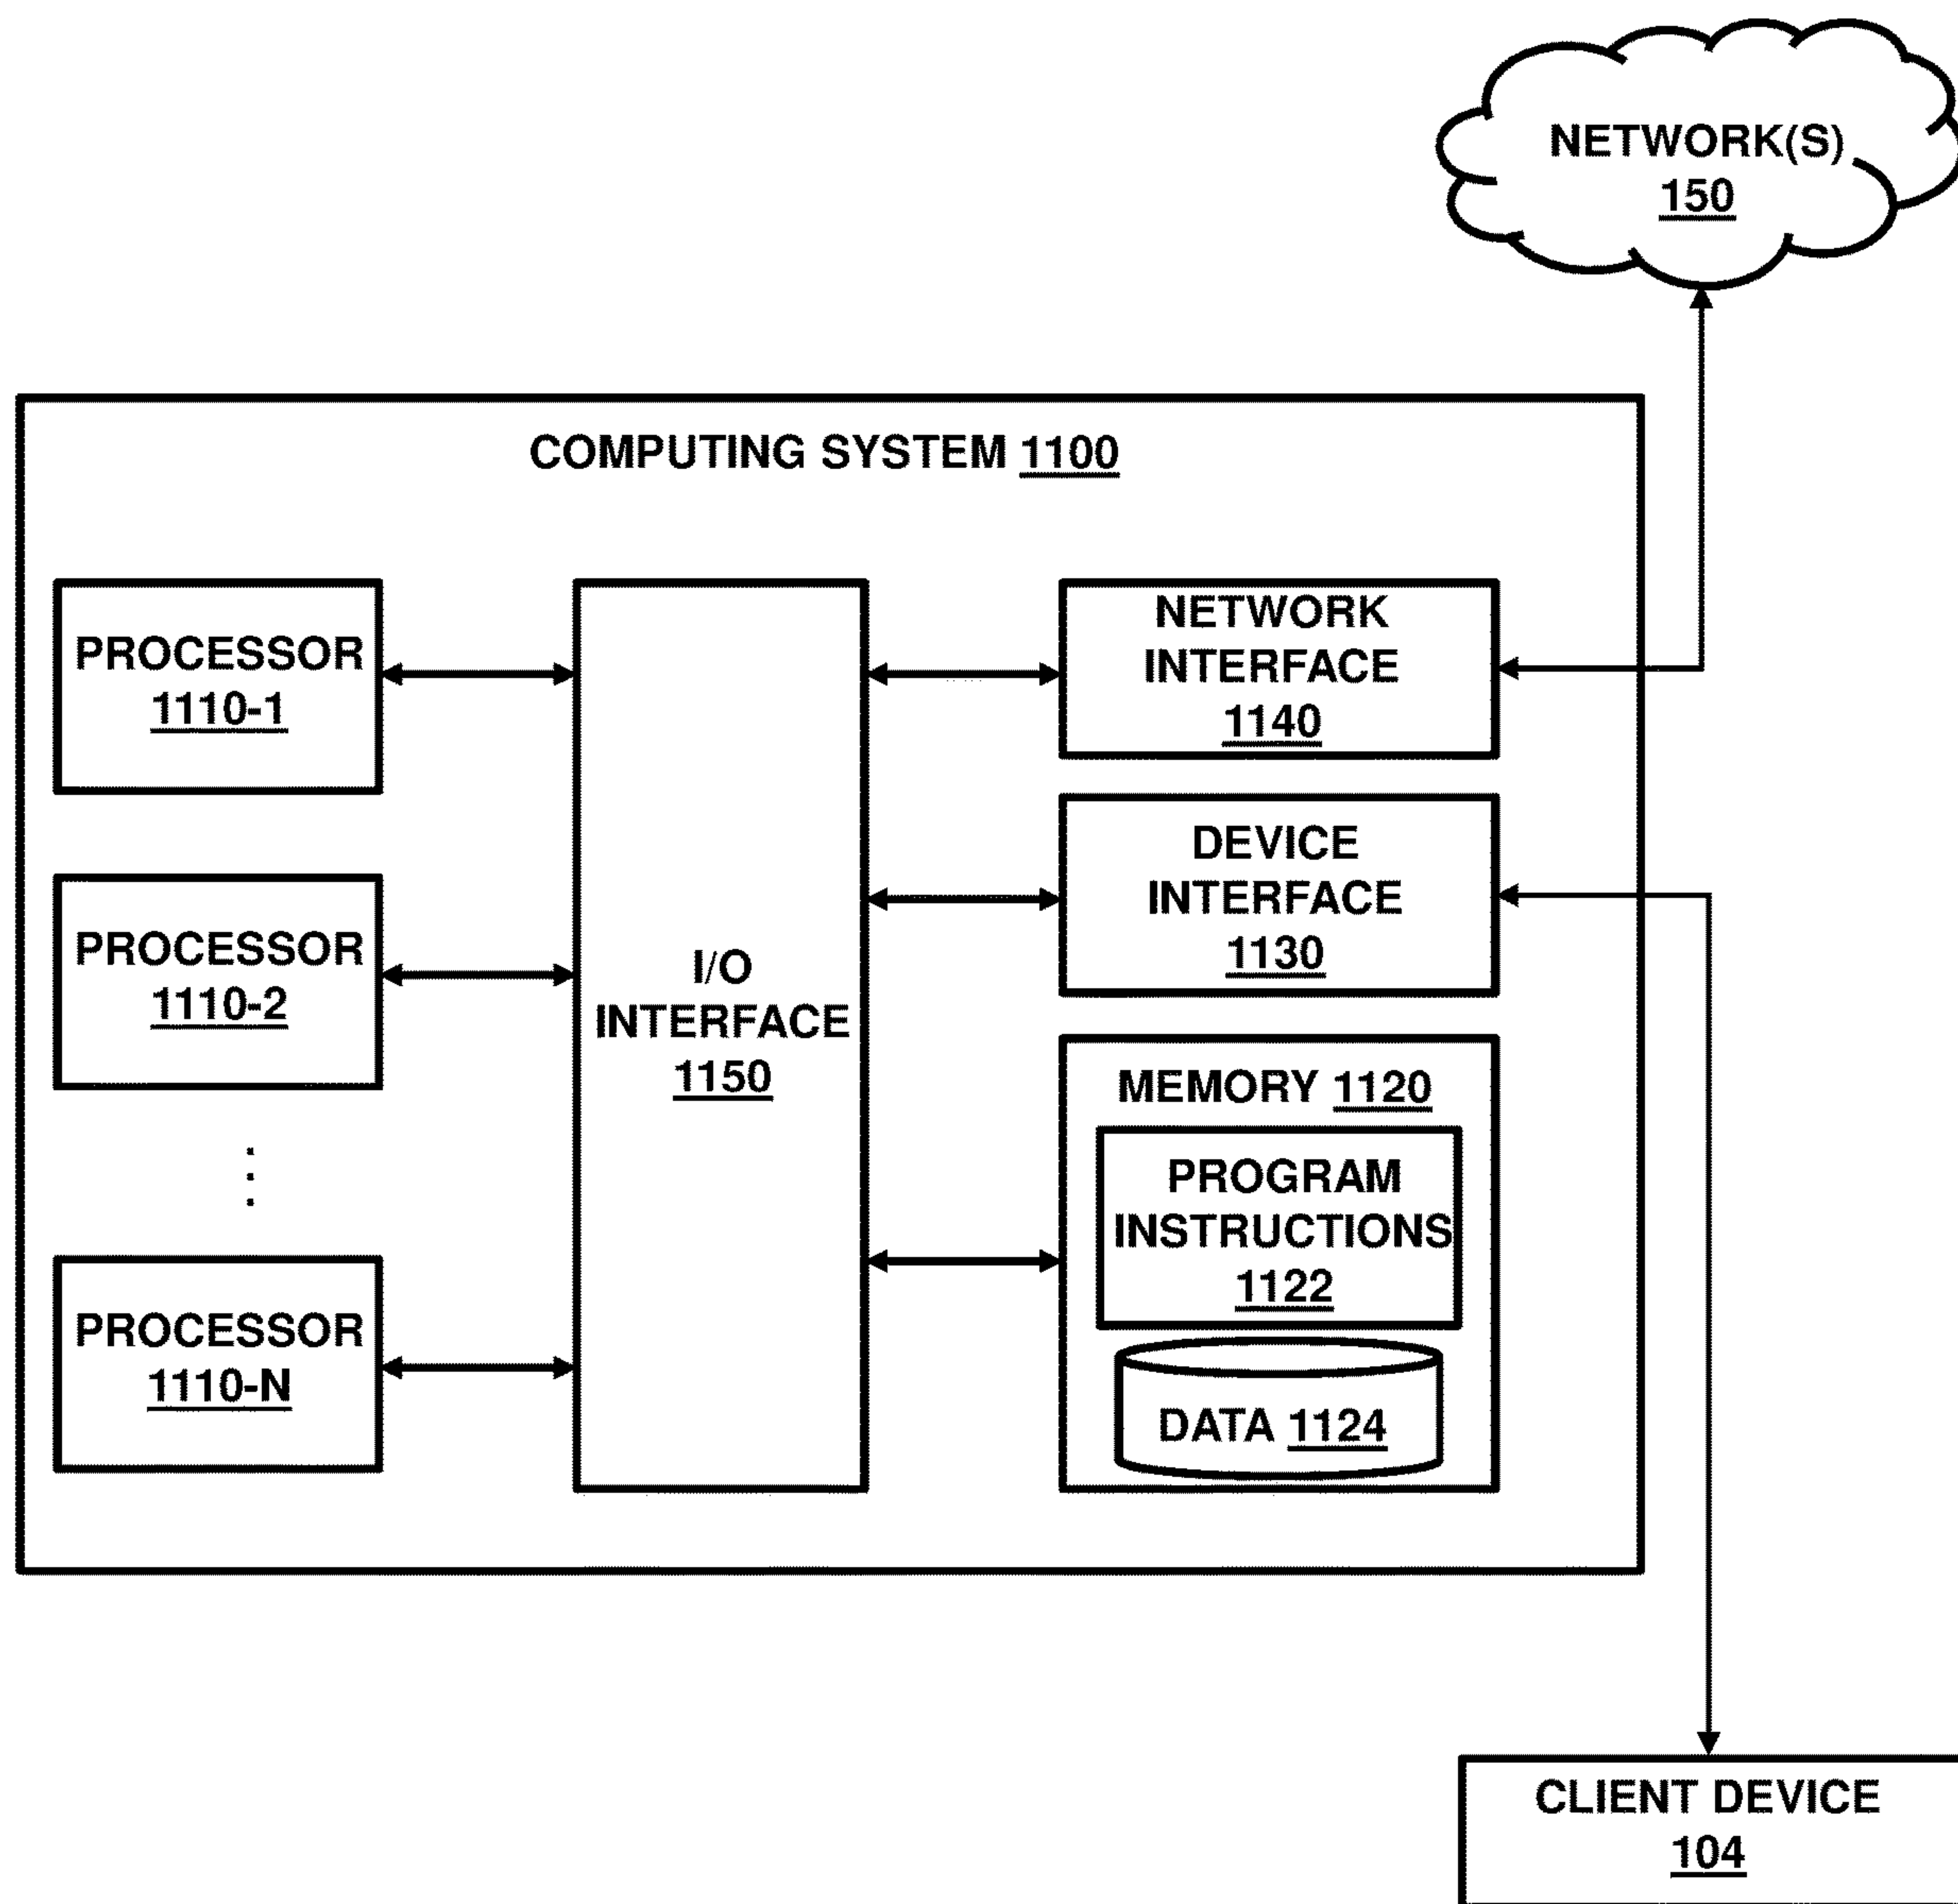 NETWORK(S)
150
COMPUTING SYSTEM 1100
PROCESSOR
1110-1
PROCESSOR
1110-2
PROCESSOR
1110-N
I/O
INTERFACE
1150
NETWORK
INTERFACE
1140
DEVICE
INTERFACE
1130
MEMORY 1120
PROGRAM
INSTRUCTIONS
1122
DATA 1124
CLIENT DEVICE
104